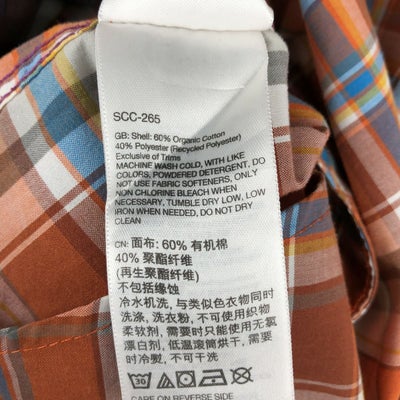 SCC-265
GB: Shell: 60% Organic Cotton
40% Polyester (Recycled Polyester)
Exclusive of Trims
MACHINE WASH COLD, WITH LIKE
COLORS, POWDERED DETERGENT, DO
NOT USE FABRIC SOFTENERS, ONLY
NON CHLORINE BLEACH WHEN
NECESSARY, TUMBLE DRY LOW, LOW
IRON WHEN NEEDED, DO NOT DRY
CLEAN
CN: 面布: 60% 有机棉
40% 聚酯纤维
(再生聚酯纤维)
不包括缘蚀
冷水机洗, 与类似色衣物同时
洗涤, 洗衣粉, 不可使用织物
柔软剂, 需要时只能使用无氯
漂白剂, 低温滚筒烘干, 需要
时冷熨, 不可干洗
30
CARE ON REVERSE SIDE